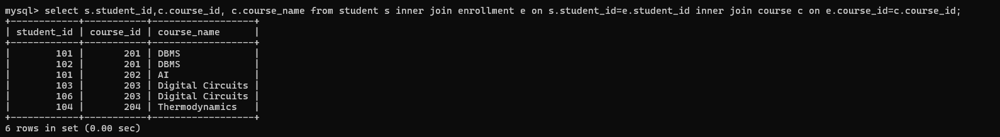 mysql> select s.student_id,c.course_id, c.course_name from student s inner join enrollment e on s.student_id=e.student_id inner join course c on e.course_id=c.course_id;
+------------+-----------+------------------+
| student_id | course_id | course_name      |
+------------+-----------+------------------+
|        101 |       201 | DBMS             |
|        102 |       201 | DBMS             |
|        101 |       202 | AI               |
|        103 |       203 | Digital Circuits |
|        106 |       203 | Digital Circuits |
|        104 |       204 | Thermodynamics   |
+------------+-----------+------------------+
6 rows in set (0.00 sec)